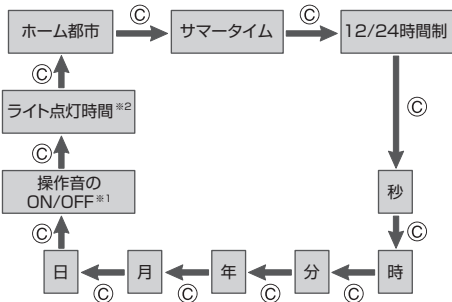 ホーム都市
Ⓒ
サマータイム
Ⓒ
12/24時間制
Ⓒ
秒
Ⓒ
時
Ⓒ
分
Ⓒ
年
Ⓒ
月
Ⓒ
日
Ⓒ
操作音の
ON/OFF※1
Ⓒ
ライト点灯時間※2
Ⓒ